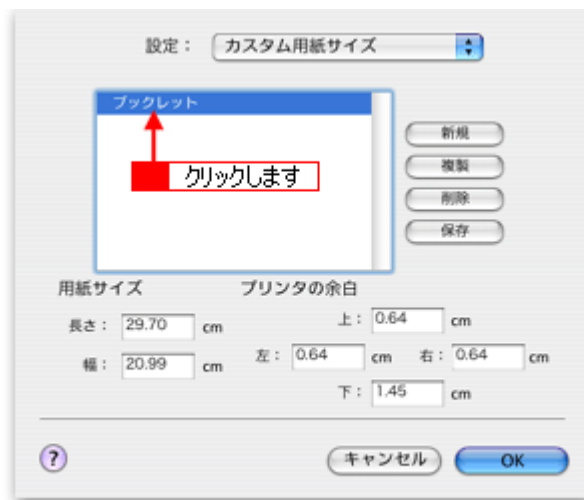 設定： カスタム用紙サイズ
ブックレット
クリックします
新規
複製
削除
保存
用紙サイズ
長さ： 29.70 cm
幅： 20.99 cm
プリンタの余白
上： 0.64 cm
左： 0.64 cm 右： 0.64 cm
下： 1.45 cm
?
キャンセル
OK